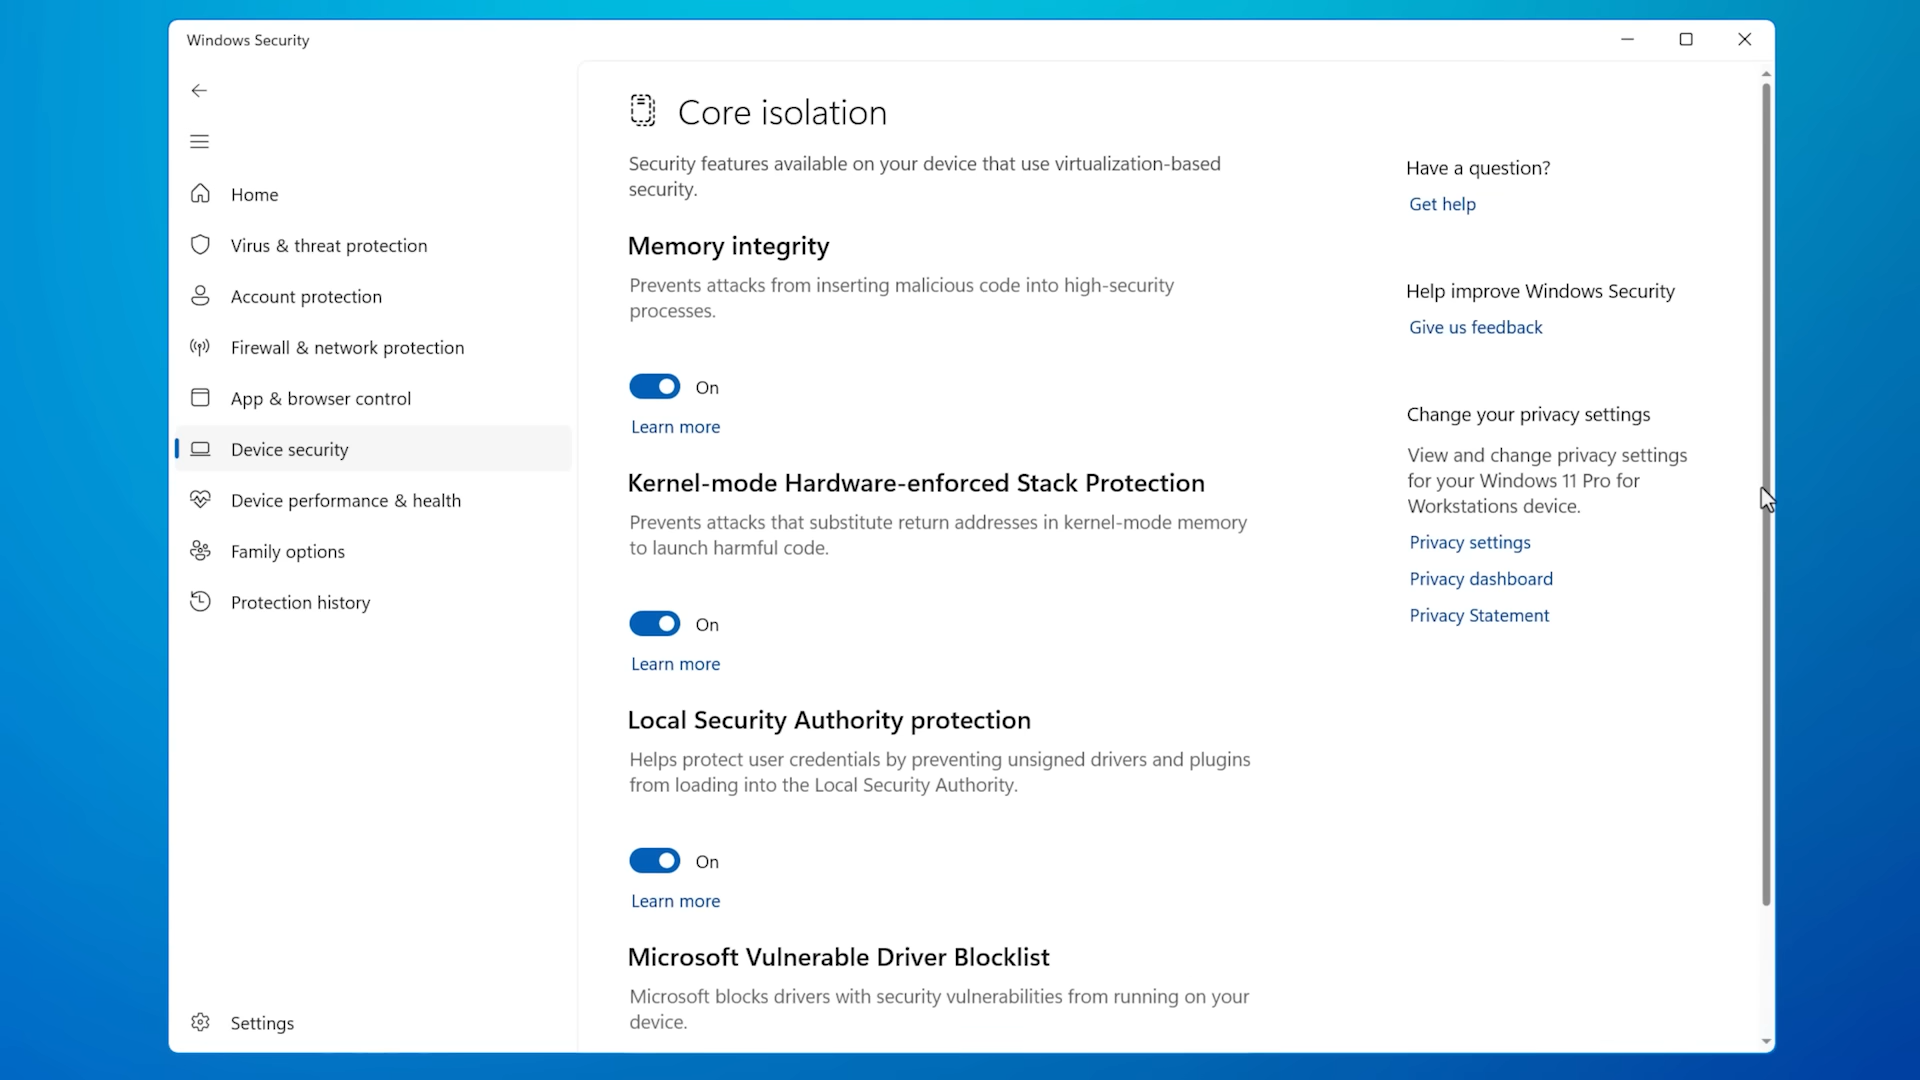 Windows Security
Home
Virus & threat protection
Account protection
Firewall & network protection
App & browser control
Device security
Device performance & health
Family options
Protection history
Settings
Core isolation
Security features available on your device that use virtualization-based
security.
Memory integrity
Prevents attacks from inserting malicious code into high-security
processes.
On
Learn more
Kernel-mode Hardware-enforced Stack Protection
Prevents attacks that substitute return addresses in kernel-mode memory
to launch harmful code.
On
Learn more
Local Security Authority protection
Helps protect user credentials by preventing unsigned drivers and plugins
from loading into the Local Security Authority.
On
Learn more
Microsoft Vulnerable Driver Blocklist
Microsoft blocks drivers with security vulnerabilities from running on your
device.
Have a question?
Get help
Help improve Windows Security
Give us feedback
Change your privacy settings
View and change privacy settings
for your Windows 11 Pro for
Workstations device.
Privacy settings
Privacy dashboard
Privacy Statement